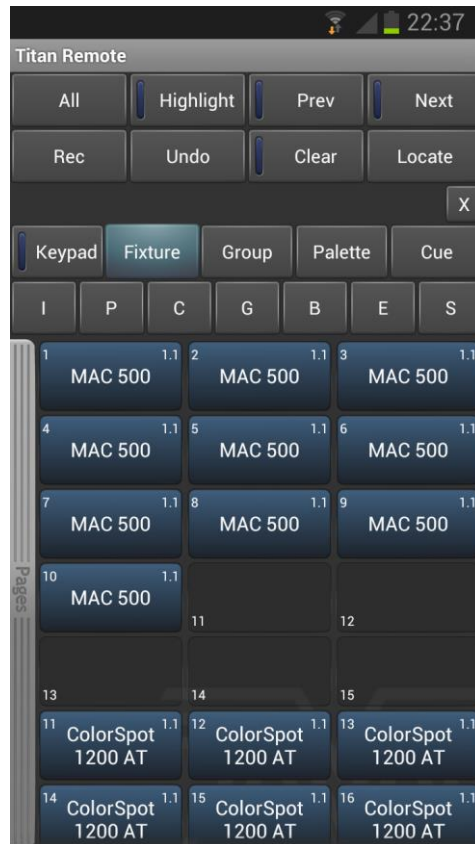 22:37
Titan Remote
All Highlight Prev Next
Rec Undo Clear Locate
X
Keypad Fixture Group Palette Cue
I P C G B E S
Pages
1 1.1 2 1.1 3 1.1
MAC 500 MAC 500 MAC 500
4 1.1 5 1.1 6 1.1
MAC 500 MAC 500 MAC 500
7 1.1 8 1.1 9 1.1
MAC 500 MAC 500 MAC 500
10 1.1
MAC 500
11 12
13 14 15
11 1.1 12 1.1 13 1.1
ColorSpot ColorSpot ColorSpot
1200 AT 1200 AT 1200 AT
14 1.1 15 1.1 16 1.1
ColorSpot ColorSpot ColorSpot
1200 AT 1200 AT 1200 AT